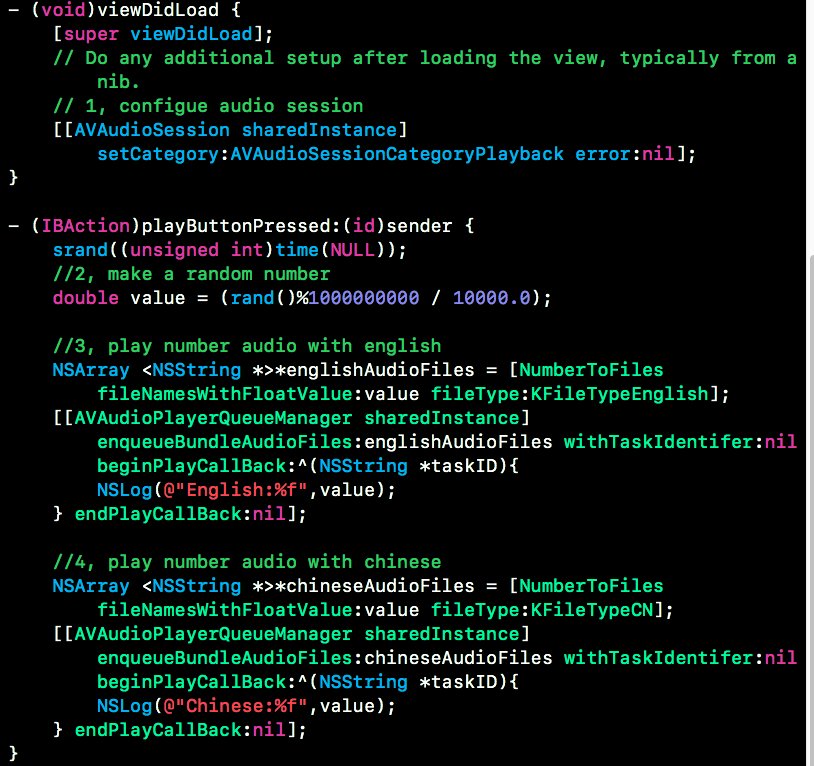 - (void)viewDidLoad {
    [super viewDidLoad];
    // Do any additional setup after loading the view, typically from a
        nib.
    // 1, configue audio session
    [[AVAudioSession sharedInstance]
        setCategory:AVAudioSessionCategoryPlayback error:nil];
}

- (IBAction)playButtonPressed:(id)sender {
    srand((unsigned int)time(NULL));
    //2, make a random number
    double value = (rand()%1000000000 / 10000.0);

    //3, play number audio with english
    NSArray <NSString *>*englishAudioFiles = [NumberToFiles
        fileNamesWithFloatValue:value fileType:KFileTypeEnglish];
    [[AVAudioPlayerQueueManager sharedInstance]
        enqueueBundleAudioFiles:englishAudioFiles withTaskIdentifer:nil
        beginPlayCallBack:^(NSString *taskID){
        NSLog(@"English:%f",value);
    } endPlayCallBack:nil];

    //4, play number audio with chinese
    NSArray <NSString *>*chineseAudioFiles = [NumberToFiles
        fileNamesWithFloatValue:value fileType:KFileTypeCN];
    [[AVAudioPlayerQueueManager sharedInstance]
        enqueueBundleAudioFiles:chineseAudioFiles withTaskIdentifer:nil
        beginPlayCallBack:^(NSString *taskID){
        NSLog(@"Chinese:%f",value);
    } endPlayCallBack:nil];
}